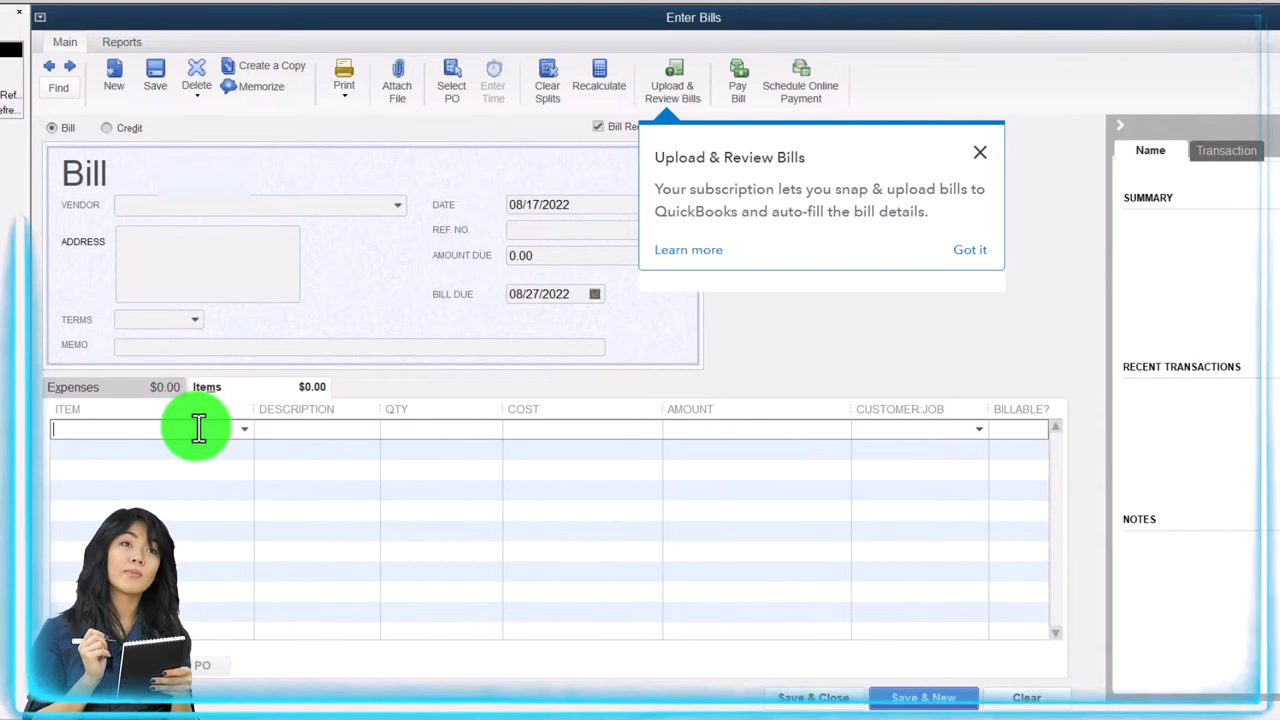 Enter Bills
Main Reports
Find
New
Save
Delete
Create a Copy
Memorize
Print
Attach File
Select PO
Enter Time
Clear Splits
Recalculate
Upload & Review Bills
Pay Bill
Schedule Online Payment
Ref..
efre...
Bill
Credit
Bill Re
Upload & Review Bills
Your subscription lets you snap & upload bills to
QuickBooks and auto-fill the bill details.
Learn more Got it
Bill
VENDOR
ADDRESS
TERMS
MEMO
DATE 08/17/2022
REF. NO.
AMOUNT DUE 0.00
BILL DUE 08/27/2022
Name Transaction
SUMMARY
RECENT TRANSACTIONS
NOTES
Expenses $0.00 Items $0.00
ITEM DESCRIPTION QTY COST AMOUNT CUSTOMER:JOB BILLABLE?
PO
Save & Close Save & New Clear